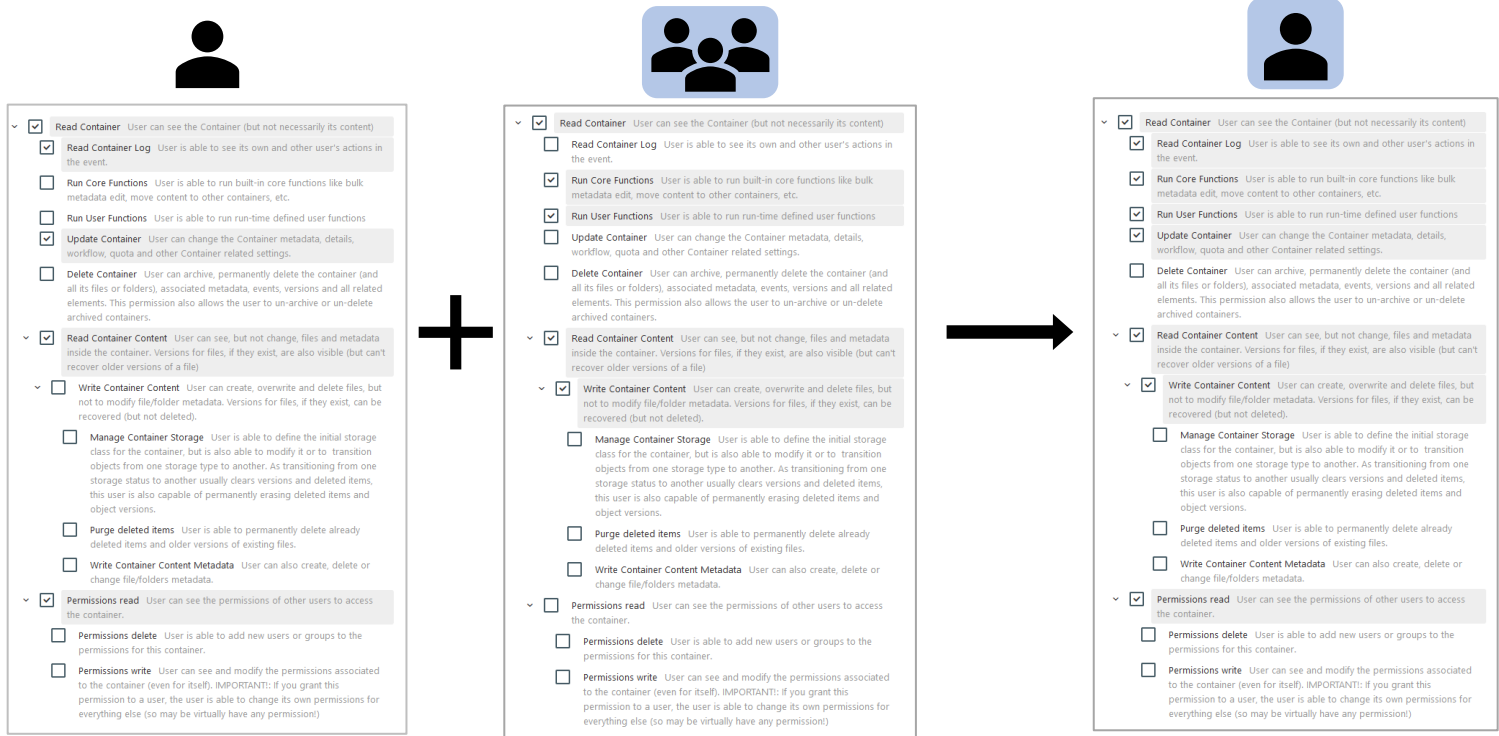 Read Container User can see the Container (but not necessarily its content)
Read Container Log User is able to see its own and other user's actions in
the event.
Run Core Functions User is able to run built-in core functions like bulk
metadata edit, move content to other containers, etc.
Run User Functions User is able to run run-time defined user functions
Update Container User can change the Container metadata, details,
workflow, quota and other Container related settings.
Delete Container User can archive, permanently delete the container (and
all its files or folders), associated metadata, events, versions and all related
elements. This permission also allows the user to un-archive or un-delete
archived containers.
Read Container Content User can see, but not change, files and metadata
inside the container. Versions for files, if they exist, are also visible (but can't
recover older versions of a file)
Write Container Content User can create, overwrite and delete files, but
not to modify file/folder metadata. Versions for files, if they exist, can be
recovered (but not deleted).
Manage Container Storage User is able to define the initial storage
class for the container, but is also able to modify it or to transition
objects from one storage type to another. As transitioning from one
storage status to another usually clears versions and deleted items,
this user is also capable of permanently erasing deleted items and
object versions.
Purge deleted items User is able to permanently delete already
deleted items and older versions of existing files.
Write Container Content Metadata User can also create, delete or
change file/folders metadata.
Permissions read User can see the permissions of other users to access
the container.
Permissions delete User is able to add new users or groups to the
permissions for this container.
Permissions write User can see and modify the permissions associated
to the container (even for itself). IMPORTANT!: If you grant this
permission to a user, the user is able to change its own permissions for
everything else (so may be virtually have any permission!)
Read Container User can see the Container (but not necessarily its content)
Read Container Log User is able to see its own and other user's actions in
the event.
Run Core Functions User is able to run built-in core functions like bulk
metadata edit, move content to other containers, etc.
Run User Functions User is able to run run-time defined user functions
Update Container User can change the Container metadata, details,
workflow, quota and other Container related settings.
Delete Container User can archive, permanently delete the container (and
all its files or folders), associated metadata, events, versions and all related
elements. This permission also allows the user to un-archive or un-delete
archived containers.
Read Container Content User can see, but not change, files and metadata
inside the container. Versions for files, if they exist, are also visible (but can't
recover older versions of a file)
Write Container Content User can create, overwrite and delete files, but
not to modify file/folder metadata. Versions for files, if they exist, can be
recovered (but not deleted).
Manage Container Storage User is able to define the initial storage
class for the container, but is also able to modify it or to transition
objects from one storage type to another. As transitioning from one
storage status to another usually clears versions and deleted items,
this user is also capable of permanently erasing deleted items and
object versions.
Purge deleted items User is able to permanently delete already
deleted items and older versions of existing files.
Write Container Content Metadata User can also create, delete or
change file/folders metadata.
Permissions read User can see the permissions of other users to access
the container.
Permissions delete User is able to add new users or groups to the
permissions for this container.
Permissions write User can see and modify the permissions associated
to the container (even for itself). IMPORTANT!: If you grant this
permission to a user, the user is able to change its own permissions for
everything else (so may be virtually have any permission!)
Read Container User can see the Container (but not necessarily its content)
Read Container Log User is able to see its own and other user's actions in
the event.
Run Core Functions User is able to run built-in core functions like bulk
metadata edit, move content to other containers, etc.
Run User Functions User is able to run run-time defined user functions
Update Container User can change the Container metadata, details,
workflow, quota and other Container related settings.
Delete Container User can archive, permanently delete the container (and
all its files or folders), associated metadata, events, versions and all related
elements. This permission also allows the user to un-archive or un-delete
archived containers.
Read Container Content User can see, but not change, files and metadata
inside the container. Versions for files, if they exist, are also visible (but can't
recover older versions of a file)
Write Container Content User can create, overwrite and delete files, but
not to modify file/folder metadata. Versions for files, if they exist, can be
recovered (but not deleted).
Manage Container Storage User is able to define the initial storage
class for the container, but is also able to modify it or to transition
objects from one storage type to another. As transitioning from one
storage status to another usually clears versions and deleted items,
this user is also capable of permanently erasing deleted items and
object versions.
Purge deleted items User is able to permanently delete already
deleted items and older versions of existing files.
Write Container Content Metadata User can also create, delete or
change file/folders metadata.
Permissions read User can see the permissions of other users to access
the container.
Permissions delete User is able to add new users or groups to the
permissions for this container.
Permissions write User can see and modify the permissions associated
to the container (even for itself). IMPORTANT!: If you grant this
permission to a user, the user is able to change its own permissions for
everything else (so may be virtually have any permission!)